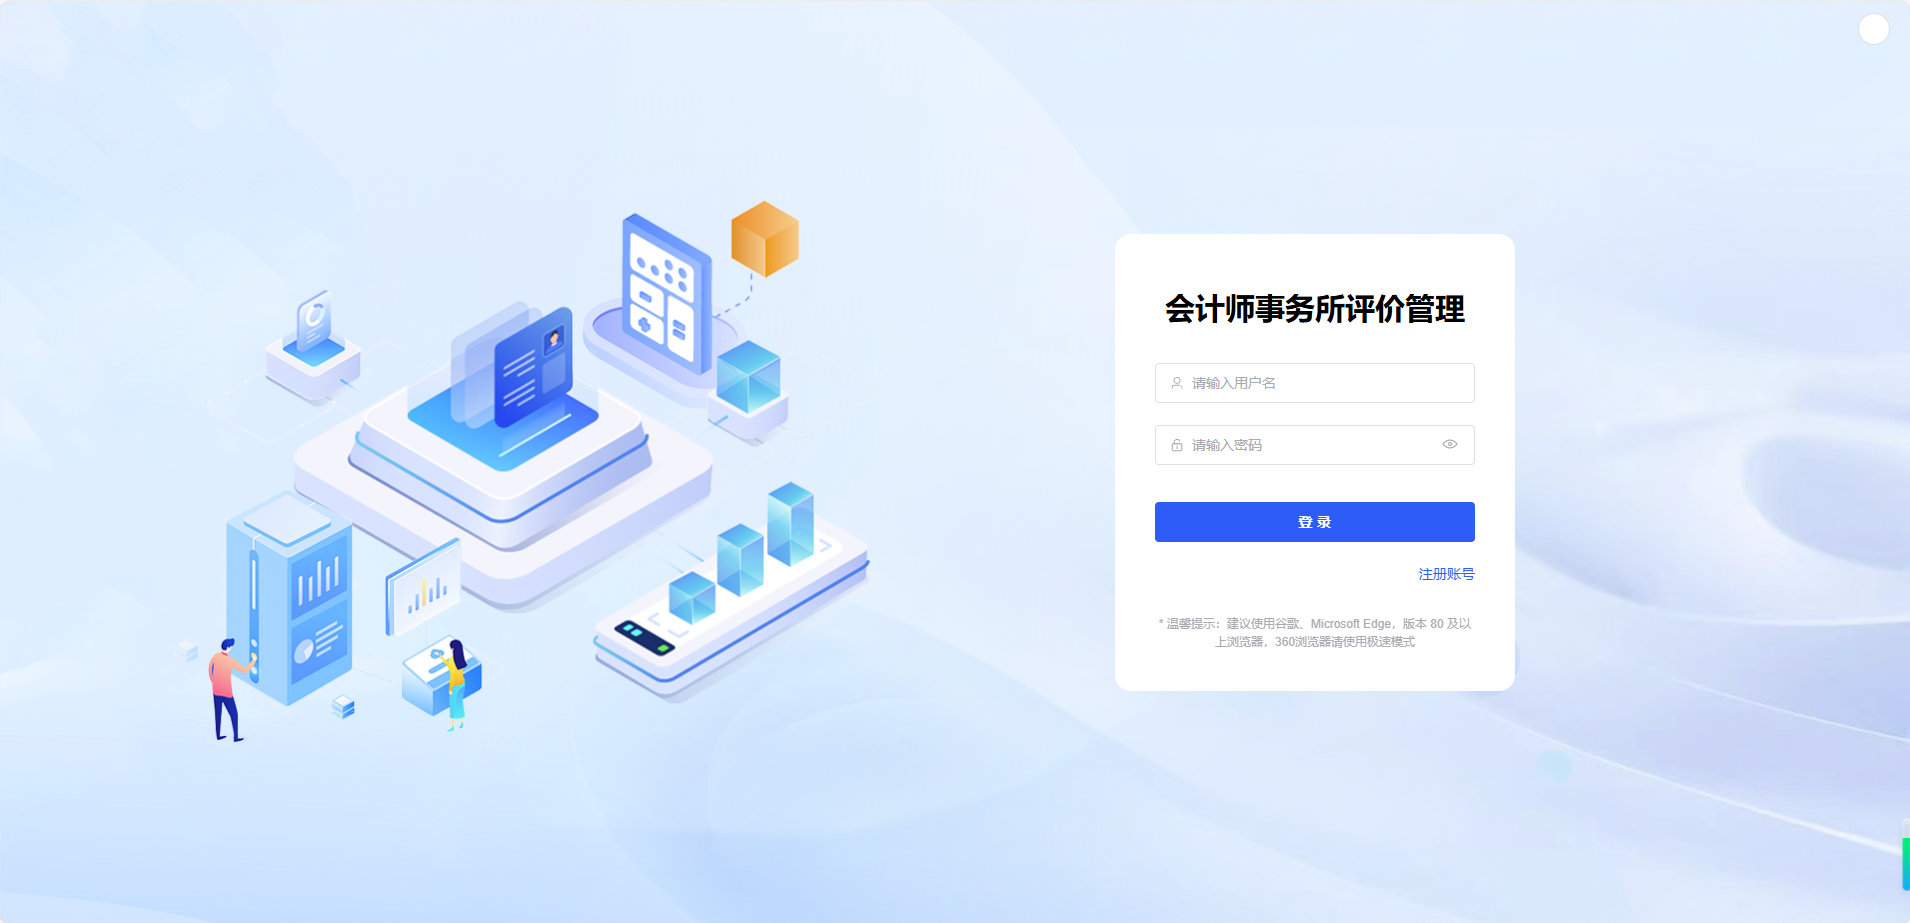 会计师事务所评价管理
请输入用户名
请输入密码
登 录
注册账号
* 温馨提示：建议使用谷歌、Microsoft Edge，版本 80 及以
上浏览器，360浏览器请使用极速模式